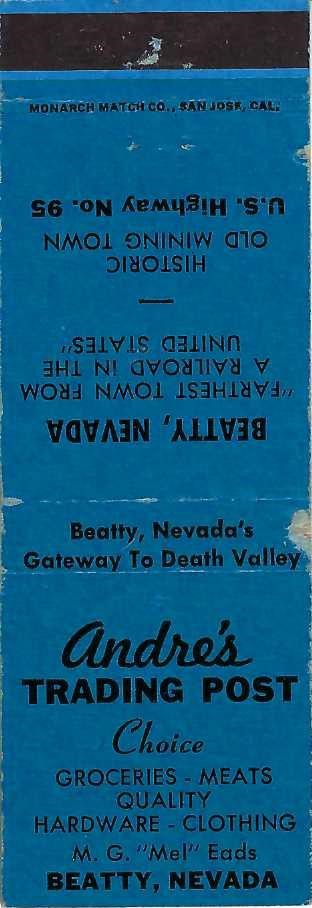 MONARCH MATCH CO., SAN JOSE, CAL.
BEATTY, NEVADA
"FARTHEST TOWN FROM
A RAILROAD IN THE
UNITED STATES"
—
HISTORIC
OLD MINING TOWN
U.S. Highway No. 95
Beatty, Nevada's
Gateway To Death Valley
Andre's
TRADING POST
Choice
GROCERIES - MEATS
QUALITY
HARDWARE - CLOTHING
M. G. "Mel" Eads
BEATTY, NEVADA